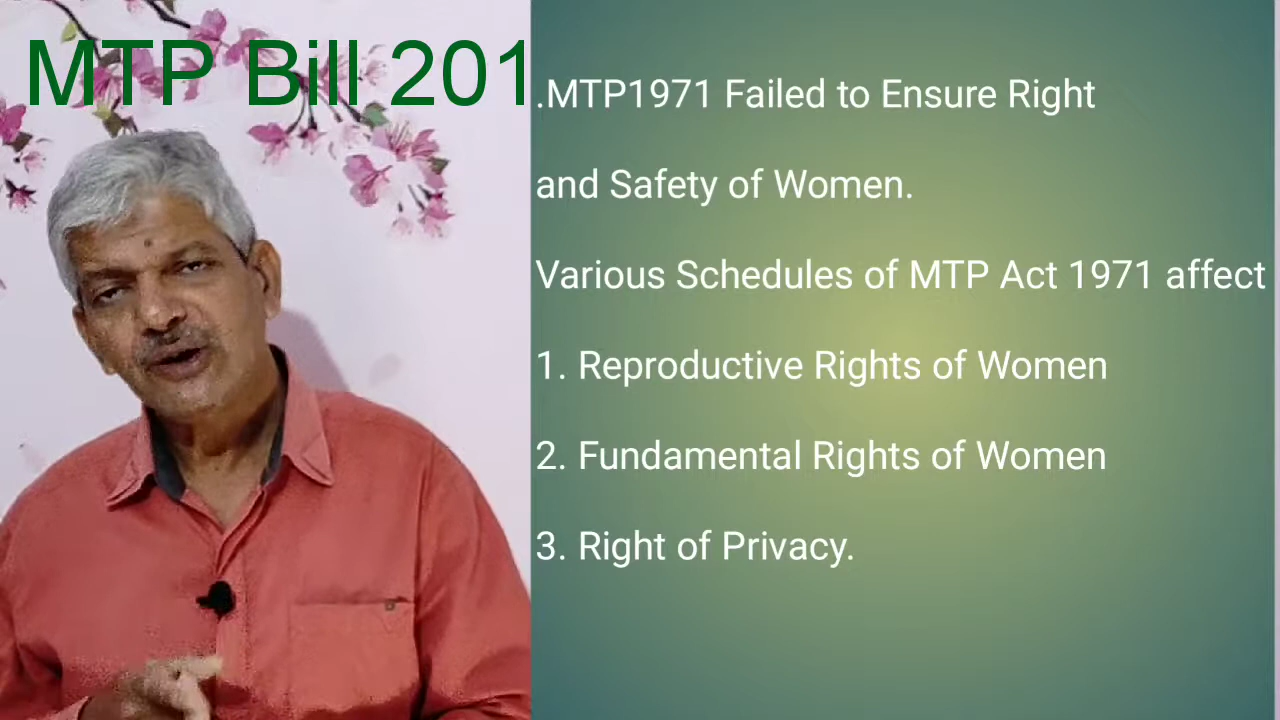 MTP Bill 201
.MTP1971 Failed to Ensure Right
and Safety of Women.
Various Schedules of MTP Act 1971 affect
1. Reproductive Rights of Women
2. Fundamental Rights of Women
3. Right of Privacy.